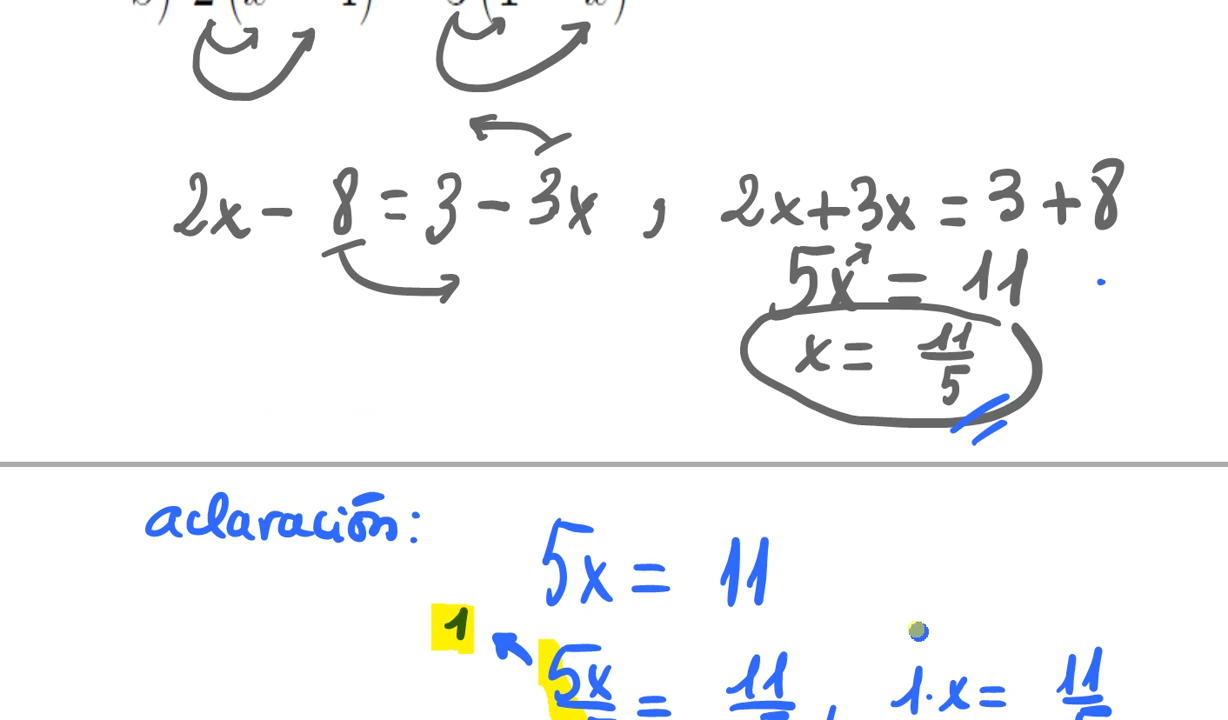 2x - 8 = 3 - 3x , 2x + 3x = 3 + 8
5x = 11
x = 11/5
aclaración:
5x = 11
1
5x = 11 , 1·x = 11